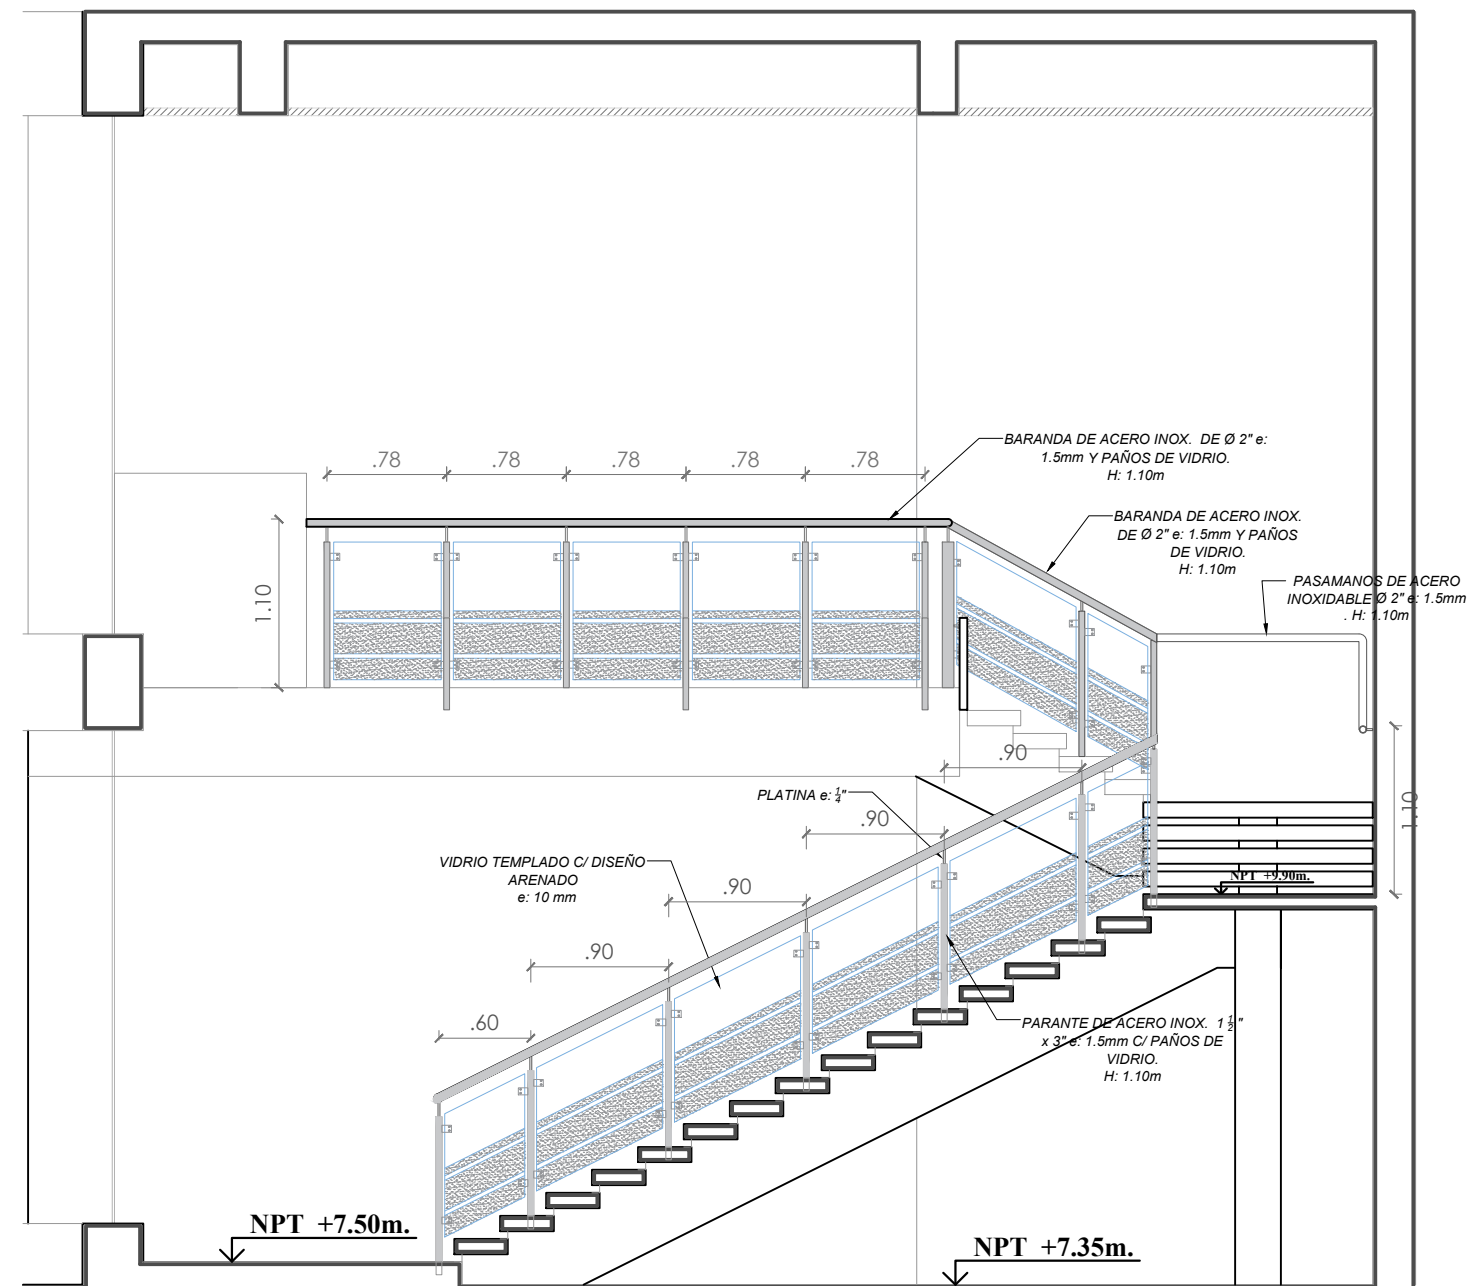 BARANDA DE ACERO INOX. DE Ø 2" e:
1.5mm Y PAÑOS DE VIDRIO.
H: 1.10m
.78
.78
.78
.78
.78
BARANDA DE ACERO INOX.
DE Ø 2" e: 1.5mm Y PAÑOS
DE VIDRIO.
H: 1.10m
PASAMANOS DE ACERO
INOXIDABLE Ø 2" e: 1.5mm
. H: 1.10m
1.10
.90
PLATINA e: 1/4"
1.10
.90
VIDRIO TEMPLADO C/ DISEÑO
ARENADO
e: 10 mm
NPT +9.90m.
.90
.90
.60
PARANTE DE ACERO INOX. 1 1/2"
x 3" e: 1.5mm C/ PAÑOS DE
VIDRIO.
H: 1.10m
NPT +7.50m.
NPT +7.35m.